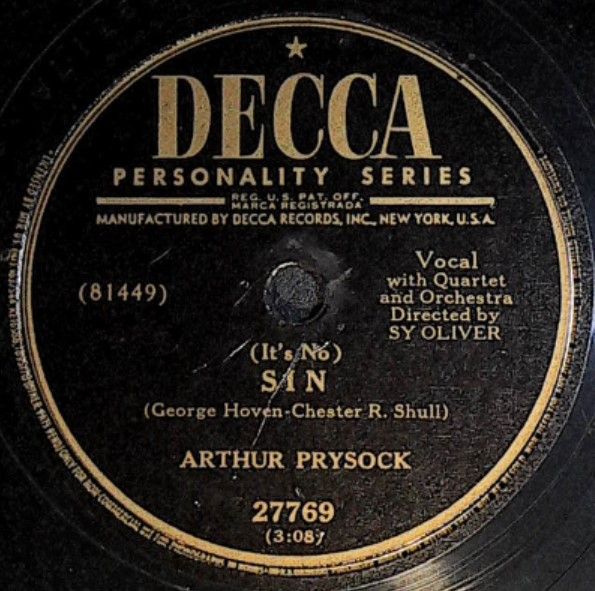 DECCA
PERSONALITY SERIES
REG. U.S. PAT. OFF.
MARCA REGISTRADA
MANUFACTURED BY DECCA RECORDS, INC., NEW YORK, U.S.A.
(81449)
Vocal
with Quartet
and Orchestra
Directed by
SY OLIVER
(It's No)
SIN
(George Hoven-Chester R. Shull)
ARTHUR PRYSOCK
27769
(3:08)